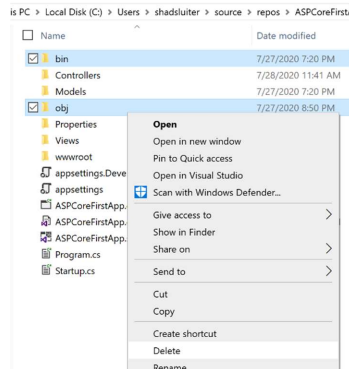 is PC > Local Disk (C:) > Users > shadsluiter > source > repos > ASPCoreFirst
Name Date modified
bin 7/27/2020 7:20 PM
Controllers 7/28/2020 11:41 AM
Models 7/27/2020 7:20 PM
obj 7/27/2020 8:50 PM
Properties
Views
wwwroot
appsettings.Deve
appsettings
ASPCoreFirstApp.
ASPCoreFirstApp.
ASPCoreFirstApp.
Program.cs
Startup.cs
Open
Open in new window
Pin to Quick access
Open in Visual Studio
Scan with Windows Defender...
Give access to >
Show in Finder
Share on >
Send to >
Cut
Copy
Create shortcut
Delete
Rename